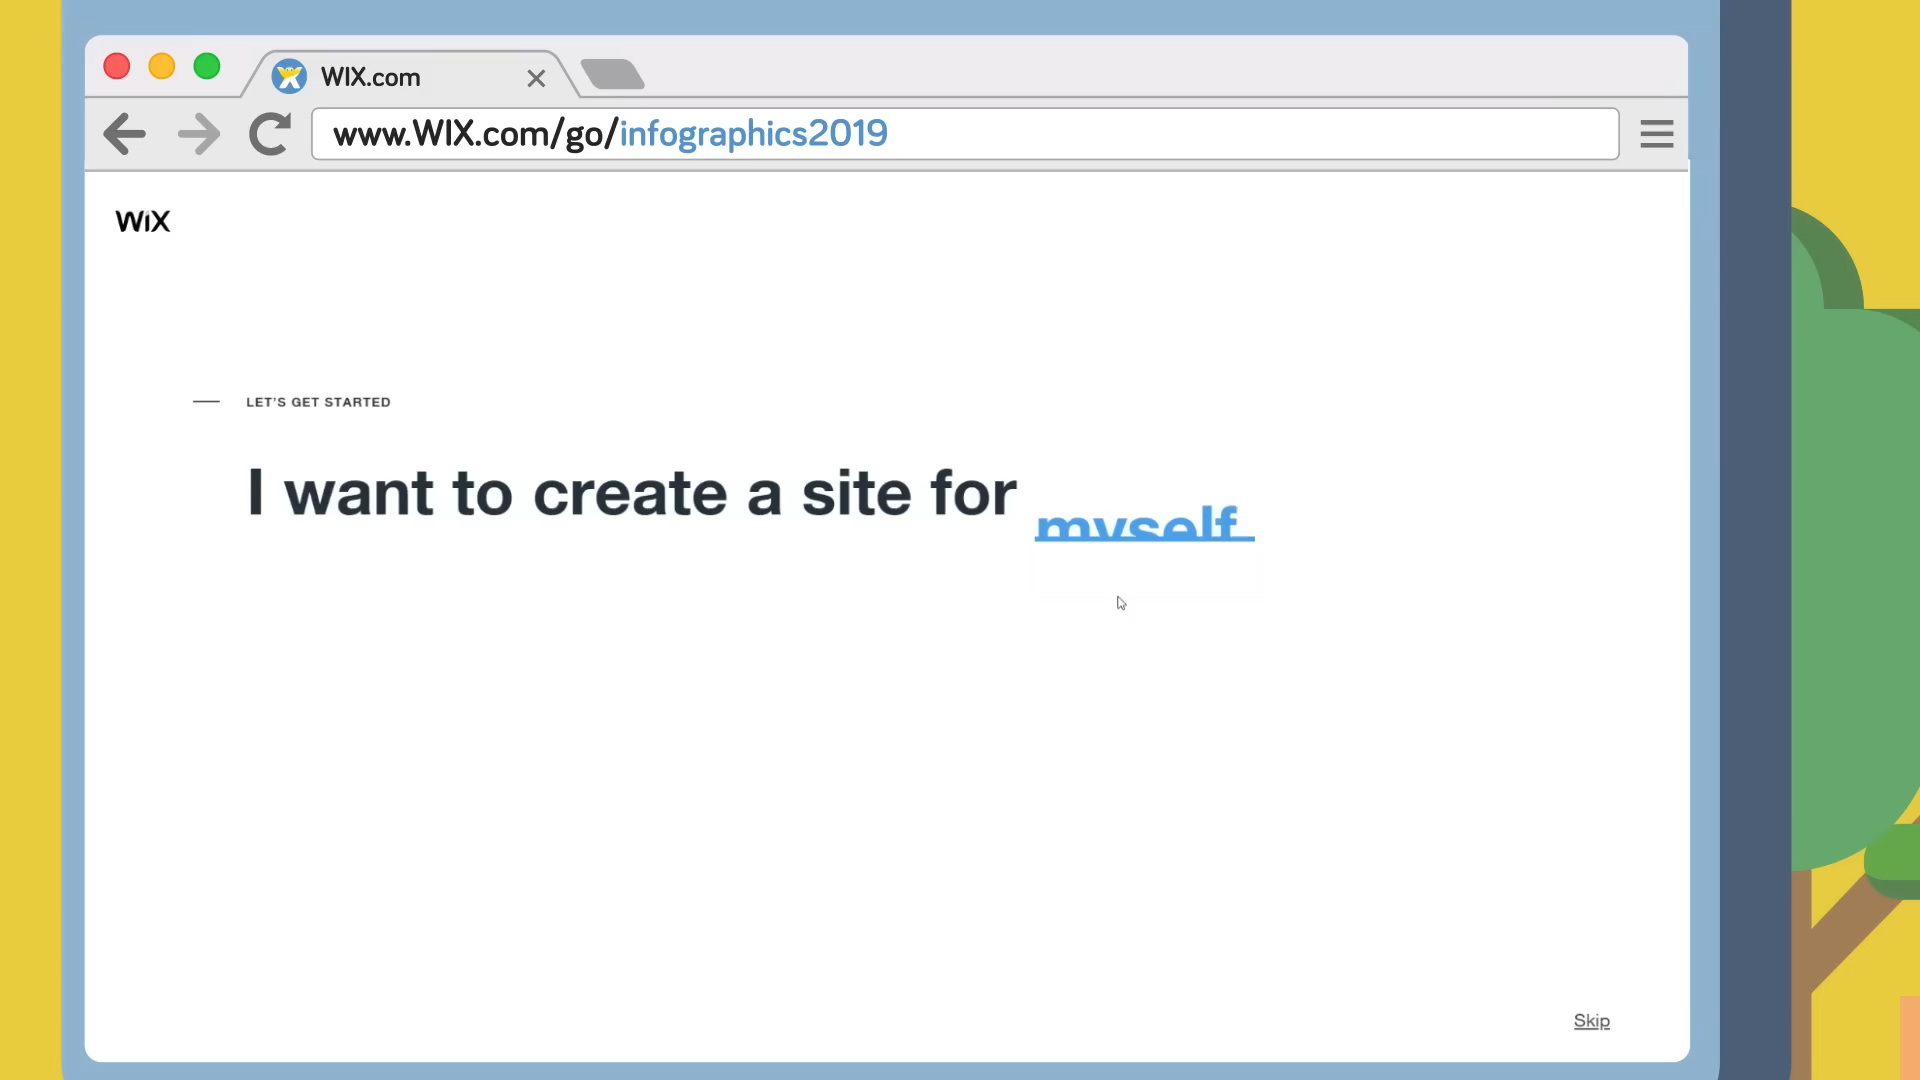 WIX.com
www.WIX.com/go/infographics2019
WiX
LET'S GET STARTED
I want to create a site for myself
Skip